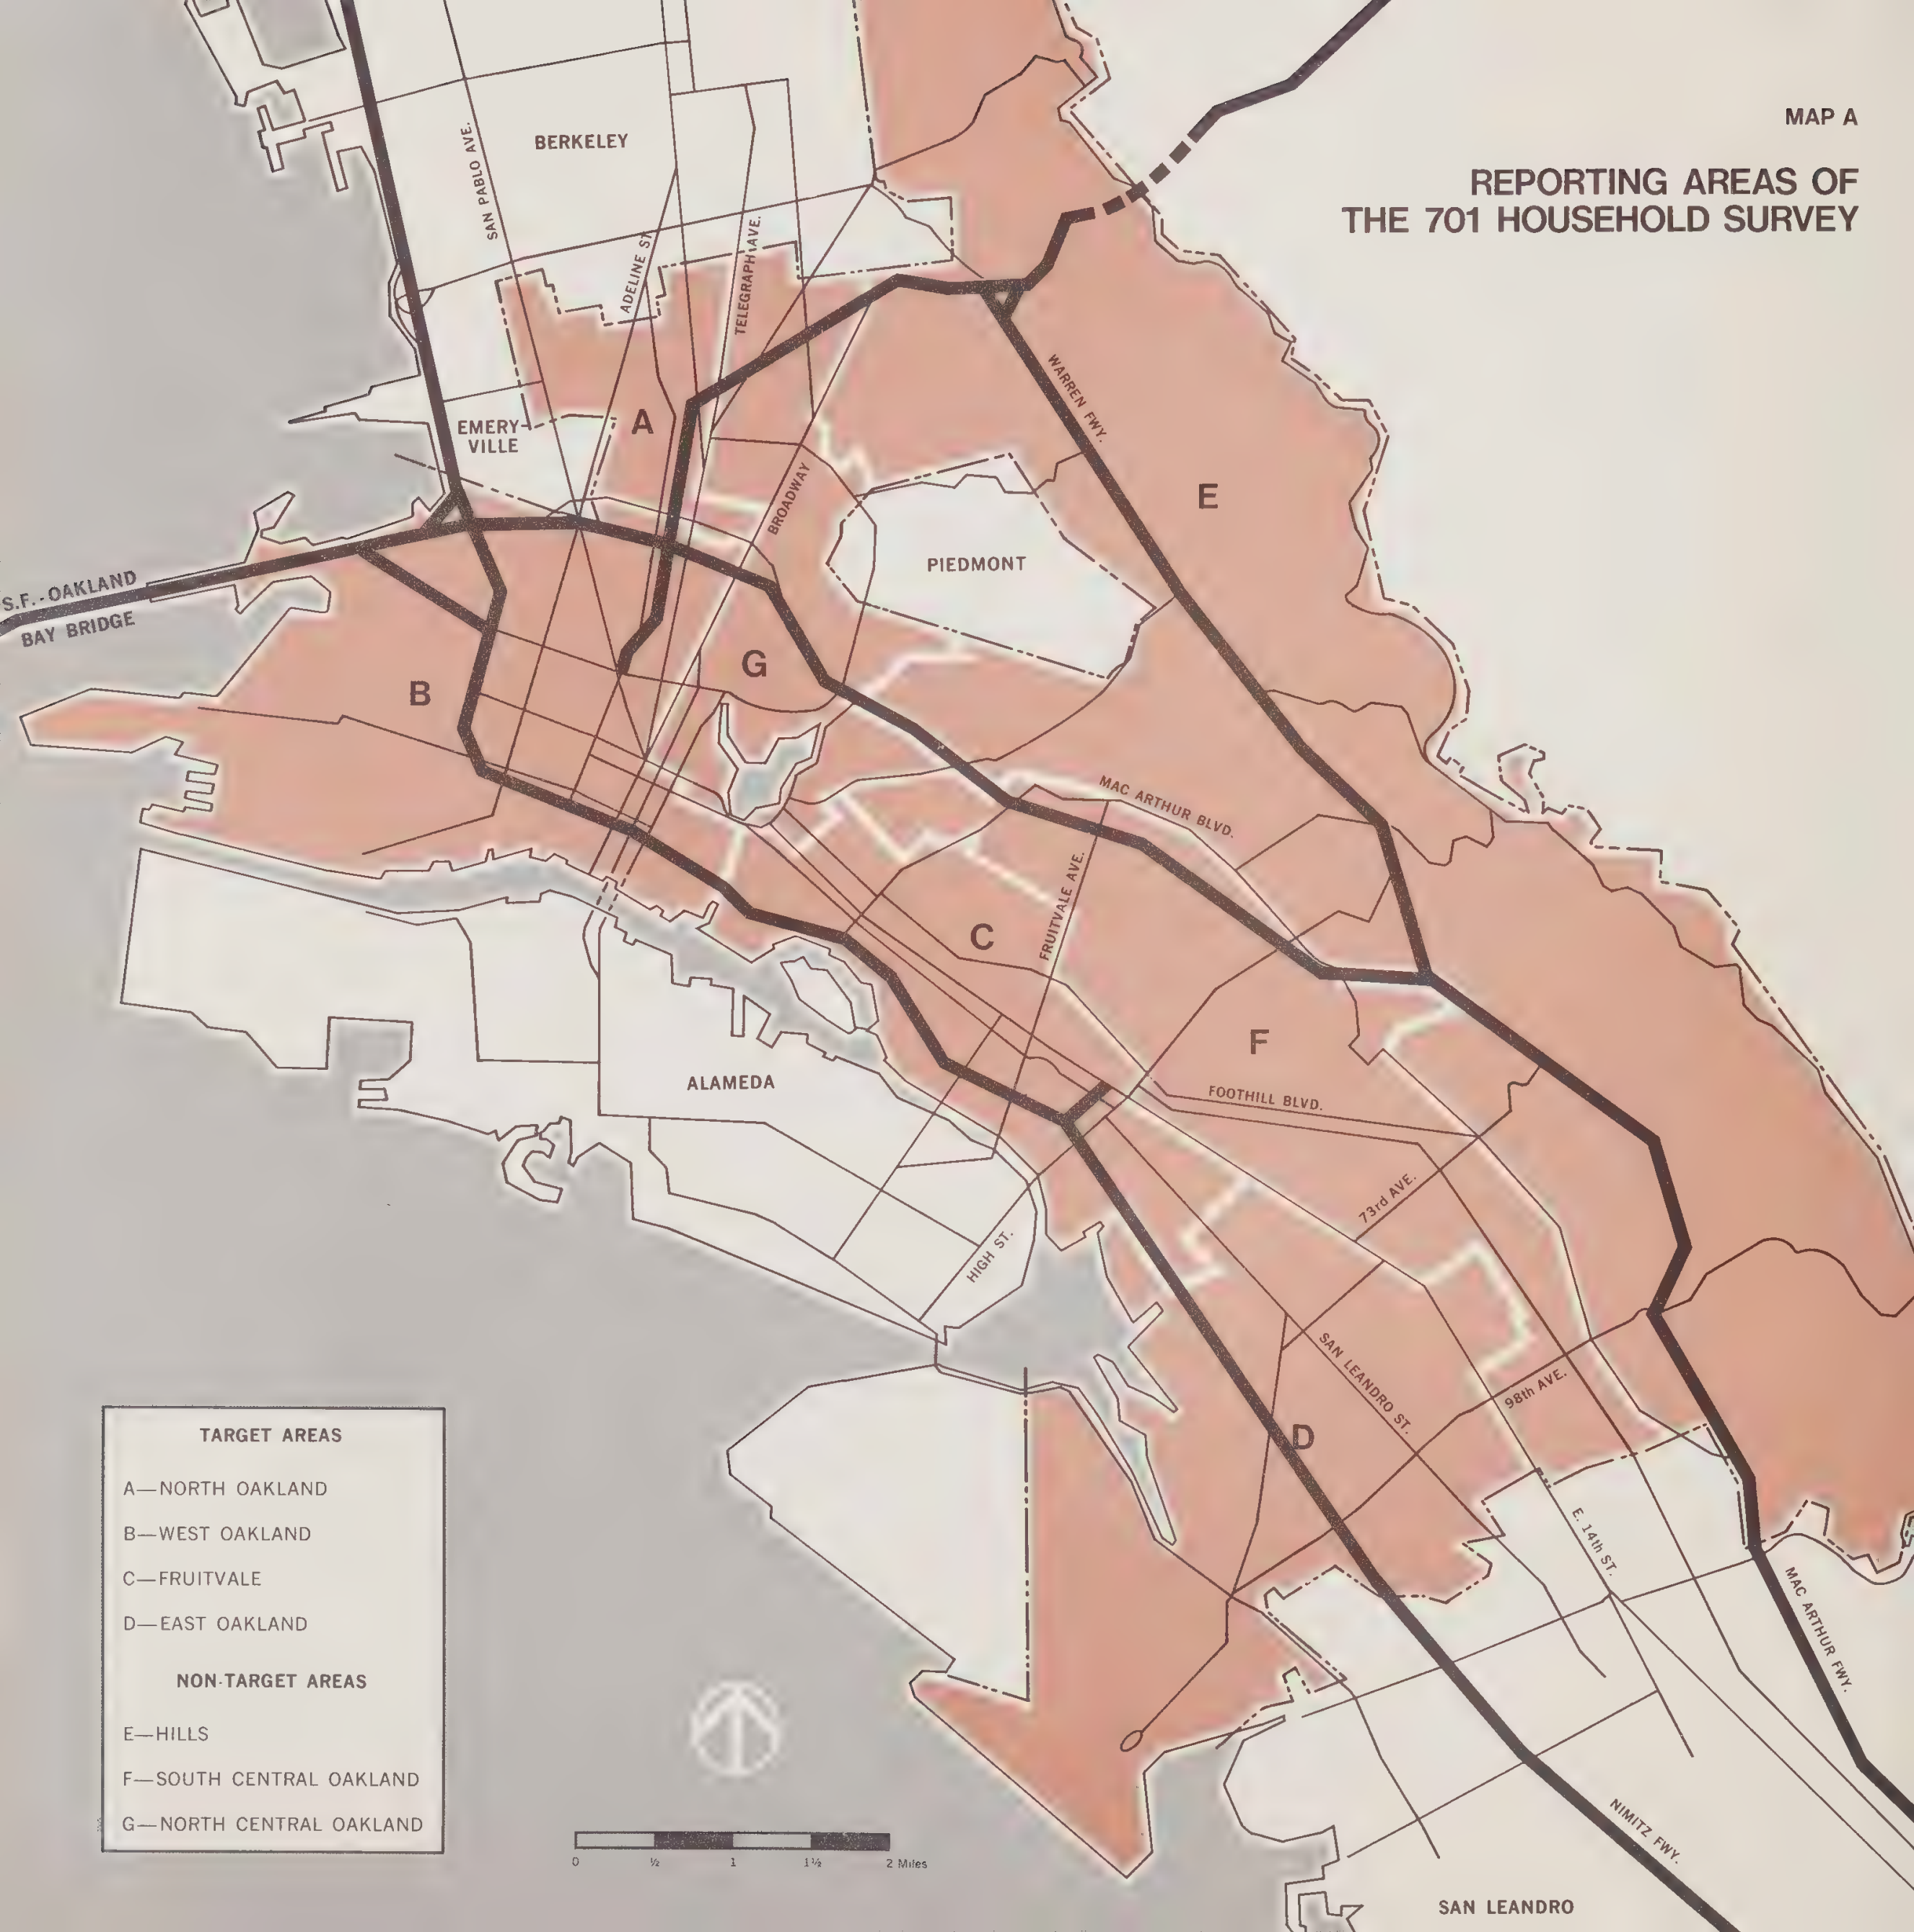 MAP A
REPORTING AREAS OF
THE 701 HOUSEHOLD SURVEY
BERKELEY
SAN PABLO AVE.
ADELINE ST.
TELEGRAPH AVE.
WARREN FWY.
EMERY-
VILLE
A
BROADWAY
E
PIEDMONT
S.F.-OAKLAND
BAY BRIDGE
B
G
MAC ARTHUR BLVD.
FRUITVALE AVE.
C
F
ALAMEDA
FOOTHILL BLVD.
73rd AVE.
HIGH ST.
SAN LEANDRO ST.
98th AVE.
D
E. 14th ST.
MAC ARTHUR FWY.
NIMITZ FWY.
SAN LEANDRO
TARGET AREAS
A—NORTH OAKLAND
B—WEST OAKLAND
C—FRUITVALE
D—EAST OAKLAND
NON-TARGET AREAS
E—HILLS
F—SOUTH CENTRAL OAKLAND
G—NORTH CENTRAL OAKLAND
0 ½ 1 1½ 2 Miles